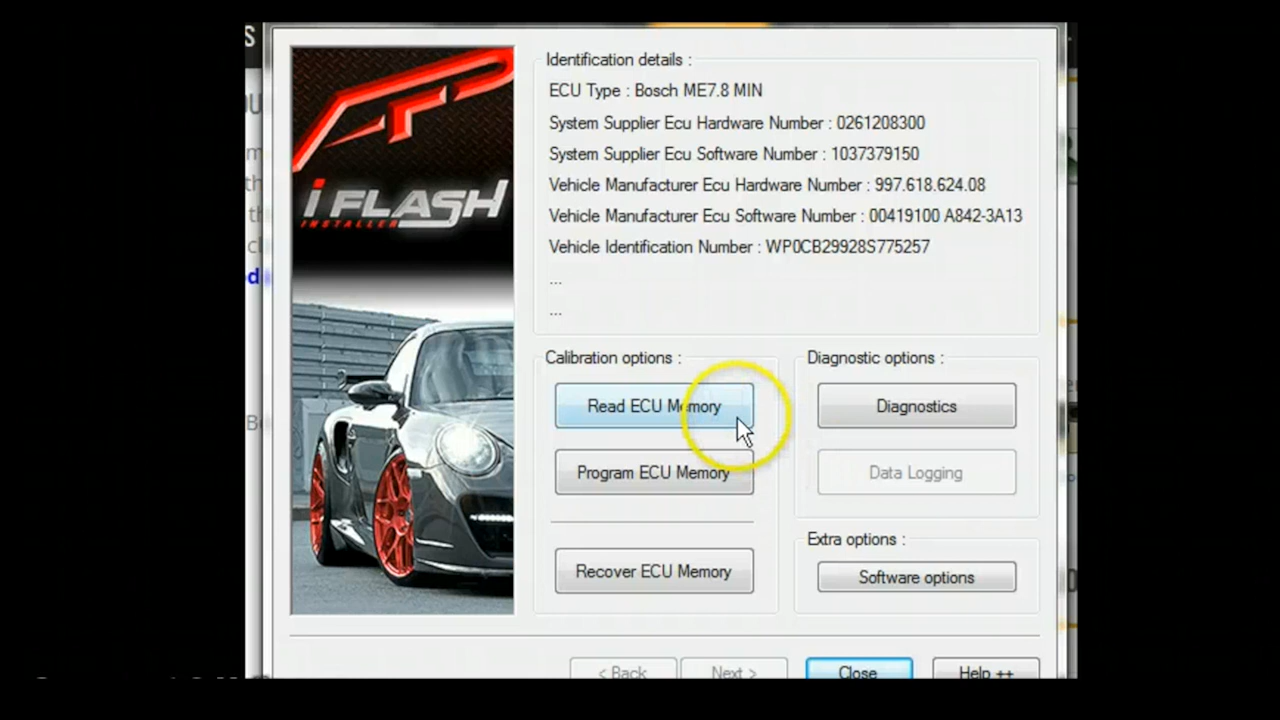 iFLASH
INSTALLER
Identification details :
ECU Type : Bosch ME7.8 MIN
System Supplier Ecu Hardware Number : 0261208300
System Supplier Ecu Software Number : 1037379150
Vehicle Manufacturer Ecu Hardware Number : 997.618.624.08
Vehicle Manufacturer Ecu Software Number : 00419100 A842-3A13
Vehicle Identification Number : WP0CB29928S775257
...
...
Calibration options :
Read ECU Memory
Program ECU Memory
Recover ECU Memory
Diagnostic options :
Diagnostics
Data Logging
Extra options :
Software options
< Back
Next >
Close
Help ++